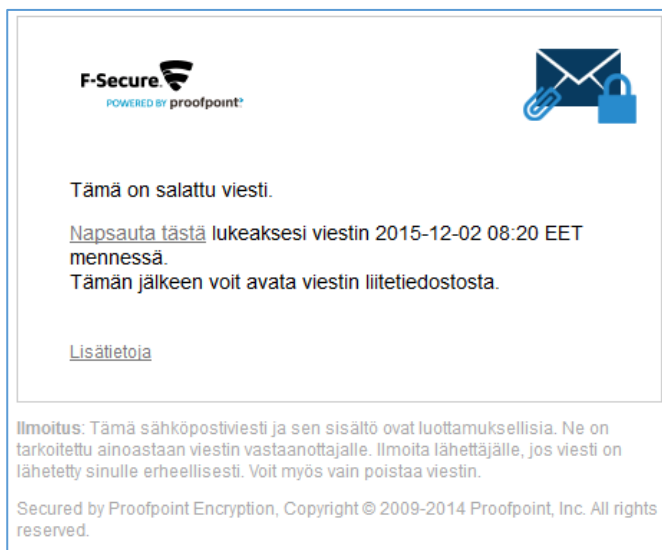 F-Secure.
POWERED BY proofpoint
Tämä on salattu viesti.
Napsauta tästä lukeaksesi viestin 2015-12-02 08:20 EET
mennessä.
Tämän jälkeen voit avata viestin liitetiedostosta.
Lisätietoja
Ilmoitus: Tämä sähköpostiviesti ja sen sisältö ovat luottamuksellisia. Ne on
tarkoitettu ainoastaan viestin vastaanottajalle. Ilmoita lähettäjälle, jos viesti on
lähetetty sinulle erheellisesti. Voit myös vain poistaa viestin.
Secured by Proofpoint Encryption, Copyright © 2009-2014 Proofpoint, Inc. All rights
reserved.